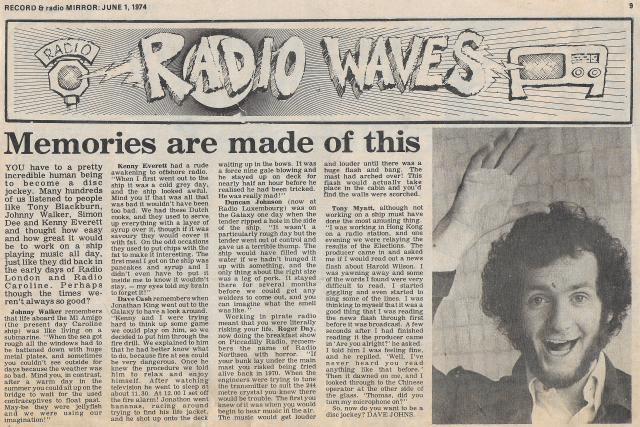 RECORD & radio MIRROR: JUNE 1, 1974
9
RADIO
RADIO WAVES
Memories are made of this
YOU have to a pretty
incredible human being
to become a disc
jockey. Many hundreds
of us listened to people
like Tony Blackburn,
Johnny Walker, Simon
Dee and Kenny Everett
and thought how easy
and how great it would
be to work on a ship
playing music all day,
just like they did back in
the early days of Radio
London and Radio
Caroline. Perhaps
though the times we-
ren't always so good?
Johnny Walker remembers
that life aboard the Mi Amigo
(the present day Caroline
ship) was like living on a
submarine. "When the sea got
rough all the windows had to
be battened down with huge
metal plates, and sometimes
you couldn't see outside for
days because the weather was
so bad. Mind you, in contrast,
after a warm day in the
summer you could sit up on the
bridge to wait for the used
contraceptives to float past.
May-be they were jellyfish
and we were using our
imagination!"
Kenny Everett had a rude
awakening to offshore radio.
"When I first went out to the
ship it was a cold grey day,
and the ship looked awful.
Mind you if that was all that
was bad it wouldn't have been
too bad. We had these Dutch
cooks, and they used to serve
up everything with a layer of
syrup over it, though if it was
savoury they would cover it
with fat. On the odd occasions
they used to put chips with the
fat to make it interesting. The
first meal I got on the ship was
pancakes and syrup and I
didn't even have to put it
inside me to know it wouldn't
stay, — my eyes told my brain
to forget it!"
Dave Cash remembers when
Jonathan King went out to the
Galaxy to have a look around.
"Kenny and I were trying
hard to think up some game
we could play on him, so we
decided to put him through the
fire drill. We explained to him
that he had better know what
to do, because fire at sea could
be very dangerous. Once he
knew the procedure we told
him to relax and enjoy
himself. After watching
television he went to sleep at
about 11.30. At 12.00 I set off
the fire alarm! Jonathon went
bananas, racing around
trying to find his life jacket,
and he shot up onto the deck
waiting up in the bows. It was
a force nine gale blowing and
he stayed up on deck for
nearly half an hour before he
realised he had been tricked.
He was really mad!"
Duncan Johnson (now at
Radio Luxembourg) was on
the Galaxy one day when the
tender ripped a hole in the side
of the ship. "It wasn't a
particularly rough day but the
tender went out of control and
gave us a terrible thump. The
ship would have filled with
water if we hadn't bunged it
up with something, and the
only thing about the right size
was a leg of pork. It stayed
there for several months
before we could get any
welders to come out, and you
can imagine what the smell
was like."
Working in pirate radio
meant that you were literally
risking your life. Roger Day,
now doing the breakfast show
on Piccadilly Radio, remem-
bers the name of Radio
Northsea with horror. "If
your bunk lay under the main
mast you risked being fried
alive back in 1970. When the
engineers were trying to tune
the transmitter to suit the 244
metre crystal you knew there
would be trouble. The first you
knew of it was when you would
begin to hear music in the air.
The music would get louder
and louder until there was a
huge flash and bang. The
mast had arched over! This
flash would actually take
place in the cabin and you'd
find the walls were scorched.
Tony Myatt, although not
working on a ship must have
done the most amusing thing.
"I was working in Hong Kong
on a radio station, and one
evening we were relaying the
results of the Elections. The
producer came in and asked
me if I would read out a news
flash about Harold Wilson. I
was yawning away and some
of the words I found were very
difficult to read. I started
giggling and even started to
sing some of the lines. I was
thinking to myself that it was a
good thing that I was reading
the news flash through first
before it was broadcast. A few
seconds after I had finished
reading it the producer came
in 'Are you alright!' he asked.
I told him I was feeling fine,
and he replied, 'Well, I've
never heard you read
anything like that before.'
Then it dawned on me, and I
looked through to the Chinese
operator at the other side of
the glass. 'Thomas, did you
turn my microphone on?'"
So, now do you want to be a
disc jockey? DAVE JOHNS.